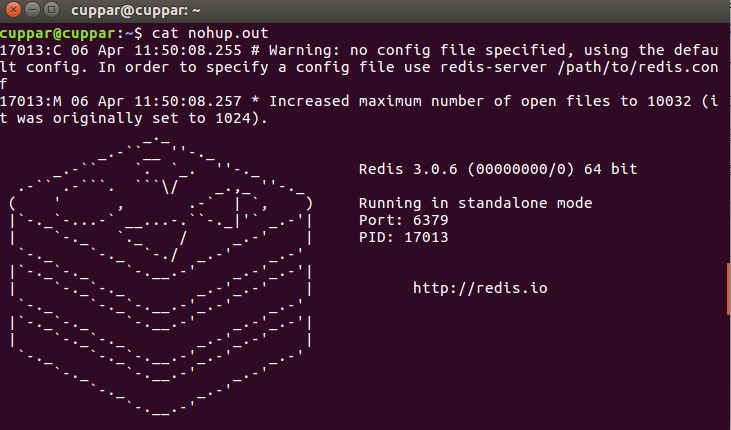 cuppar@cuppar: ~
cuppar@cuppar:~$ cat nohup.out
17013:C 06 Apr 11:50:08.255 # Warning: no config file specified, using the defau
lt config. In order to specify a config file use redis-server /path/to/redis.con
f
17013:M 06 Apr 11:50:08.257 * Increased maximum number of open files to 10032 (i
t was originally set to 1024).
Redis 3.0.6 (00000000/0) 64 bit
Running in standalone mode
Port: 6379
PID: 17013
http://redis.io